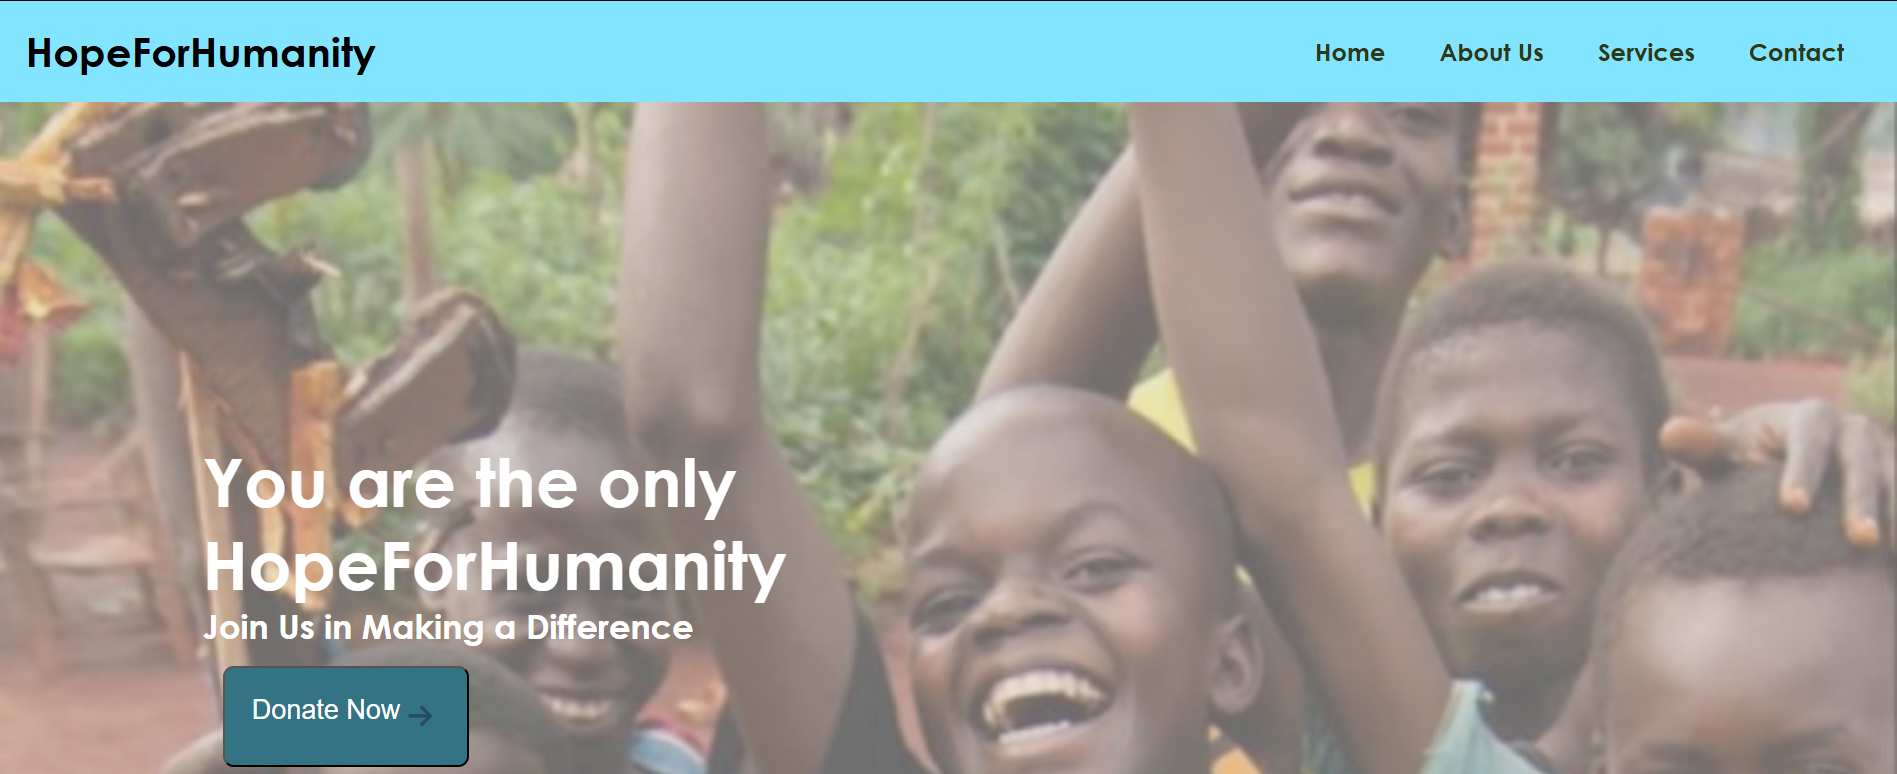 HopeForHumanity
Home About Us Services Contact
You are the only
HopeForHumanity
Join Us in Making a Difference
Donate Now →